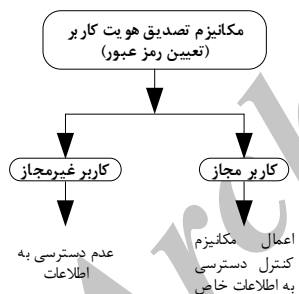 مکانیزم تصدیق هویت کاربر
(تعیین رمز عبور)
کاربر مجاز
کاربر غیرمجاز
اعمال مکانیزم
کنترل دسترسی
به اطلاعات خاص
عدم دسترسی به
اطلاعات
Arch